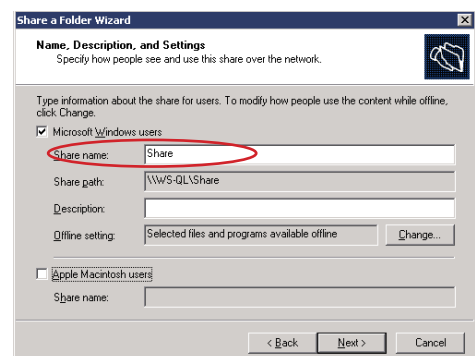 Share a Folder Wizard
Name, Description, and Settings
Specify how people see and use this share over the network.
Type information about the share for users. To modify how people use the content while offline,
click Change.
Microsoft Windows users
Share name: Share
Share path: \\WS-QL\Share
Description:
Offline setting: Selected files and programs available offline Change...
Apple Macintosh users
Share name:
< Back Next > Cancel